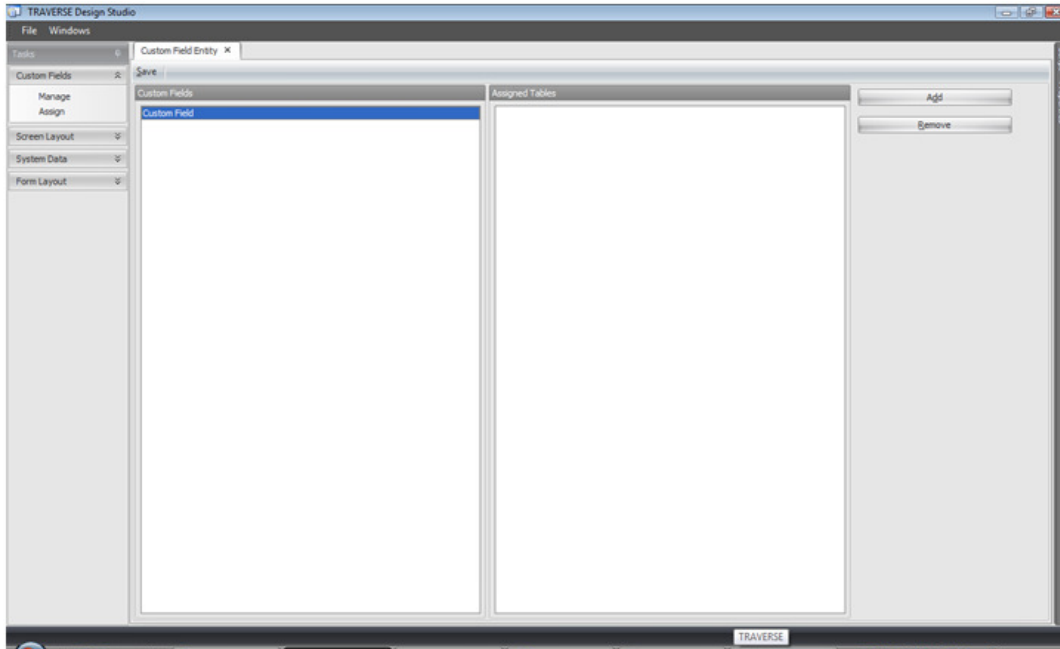 TRAVERSE Design Studio
File Windows
Tasks
Custom Field Entity
Custom Fields
Save
Manage
Assign
Screen Layout
System Data
Form Layout
Custom Fields
Custom Field
Assigned Tables
Add
Remove
TRAVERSE